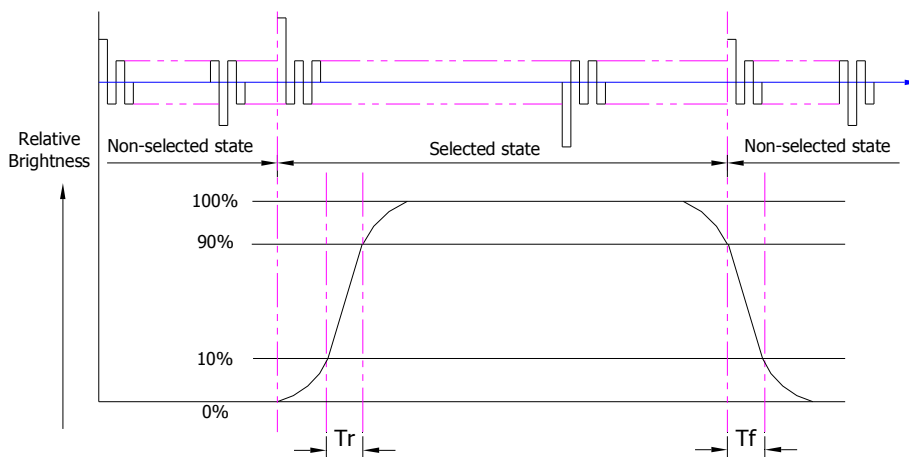 Relative
Brightness
Non-selected state
Selected state
Non-selected state
100%
90%
10%
0%
Tr
Tf